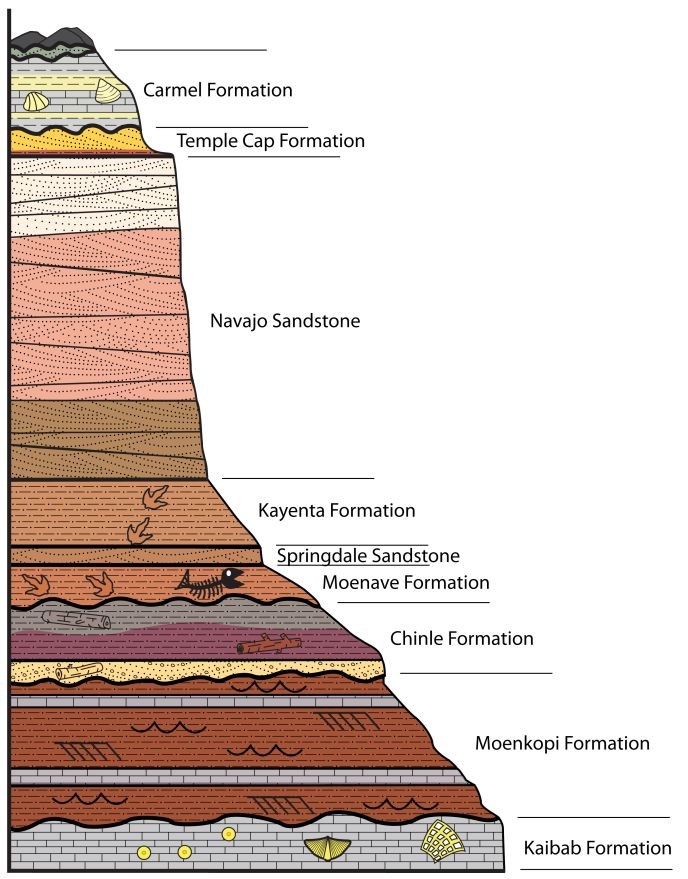 Carmel Formation
Temple Cap Formation
Navajo Sandstone
Kayenta Formation
Springdale Sandstone
Moenave Formation
Chinle Formation
Moenkopi Formation
Kaibab Formation